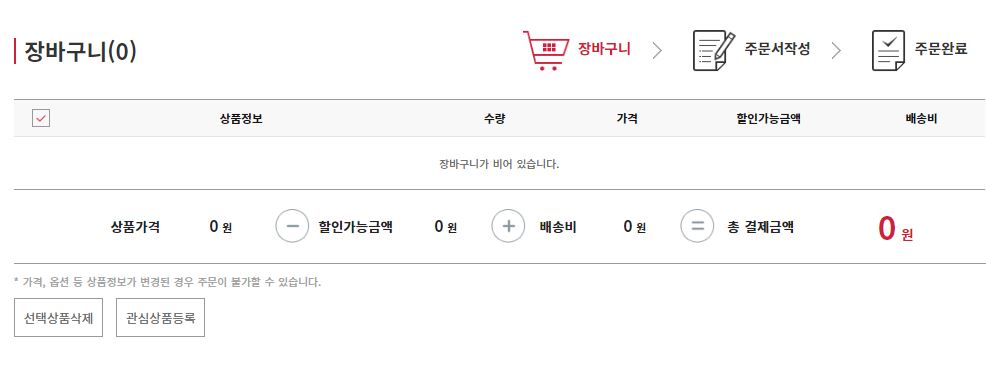 장바구니(0)
장바구니 주문서작성 주문완료
상품정보 수량 가격 할인가능금액 배송비
장바구니가 비어 있습니다.
상품가격 0 원 할인가능금액 0 원 배송비 0 원 총 결제금액 0 원
* 가격, 옵션 등 상품정보가 변경된 경우 주문이 불가할 수 있습니다.
선택상품삭제 관심상품등록